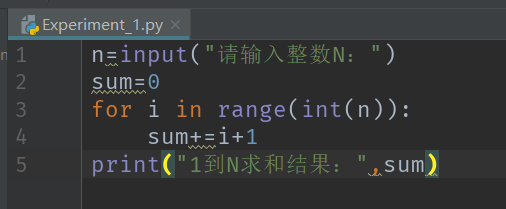 Experiment_1.py
1 n=input("请输入整数N：")
2 sum=0
3 for i in range(int(n)):
4     sum+=i+1
5 print("1到N求和结果：",sum)